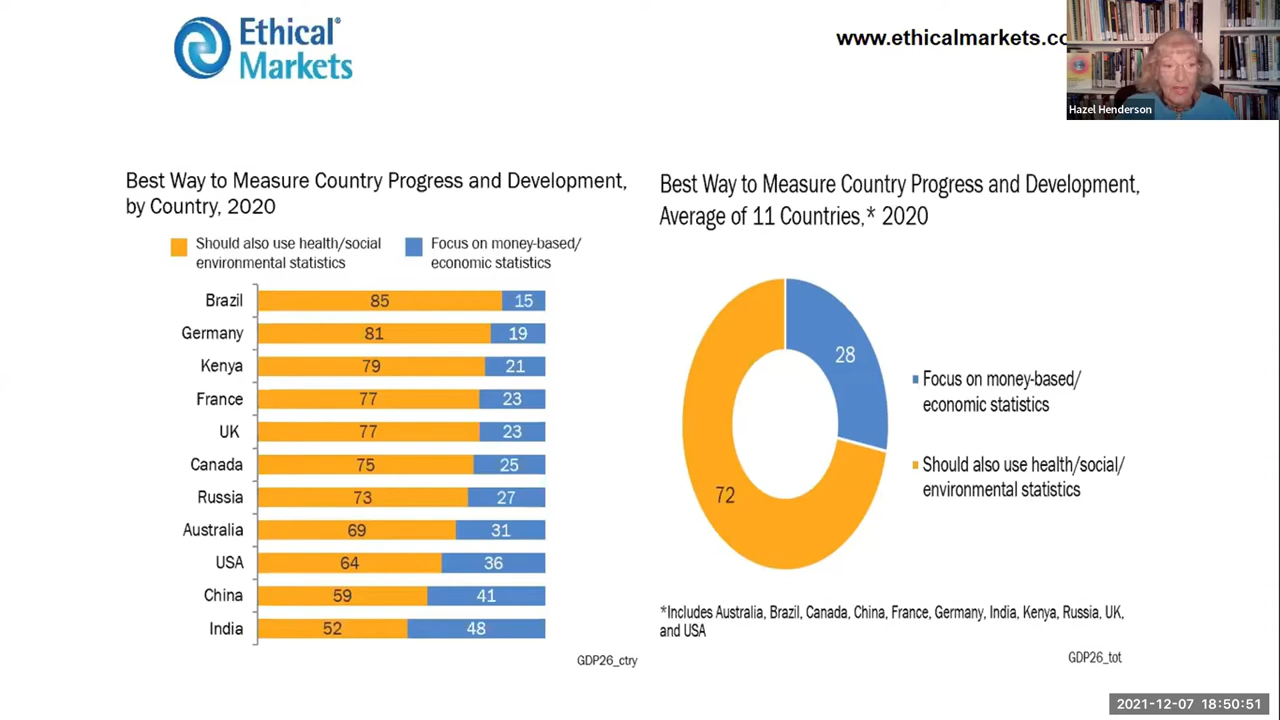 Ethical®
Markets
www.ethicalmarkets.co
Hazel Henderson
Best Way to Measure Country Progress and Development,
by Country, 2020
Should also use health/social
environmental statistics
Focus on money-based/
economic statistics
Brazil 85 15
Germany 81 19
Kenya 79 21
France 77 23
UK 77 23
Canada 75 25
Russia 73 27
Australia 69 31
USA 64 36
China 59 41
India 52 48
GDP26_ctry
Best Way to Measure Country Progress and Development,
Average of 11 Countries,* 2020
28
72
Focus on money-based/
economic statistics
Should also use health/social/
environmental statistics
*Includes Australia, Brazil, Canada, China, France, Germany, India, Kenya, Russia, UK,
and USA
GDP26_tot
2021-12-07 18:50:51